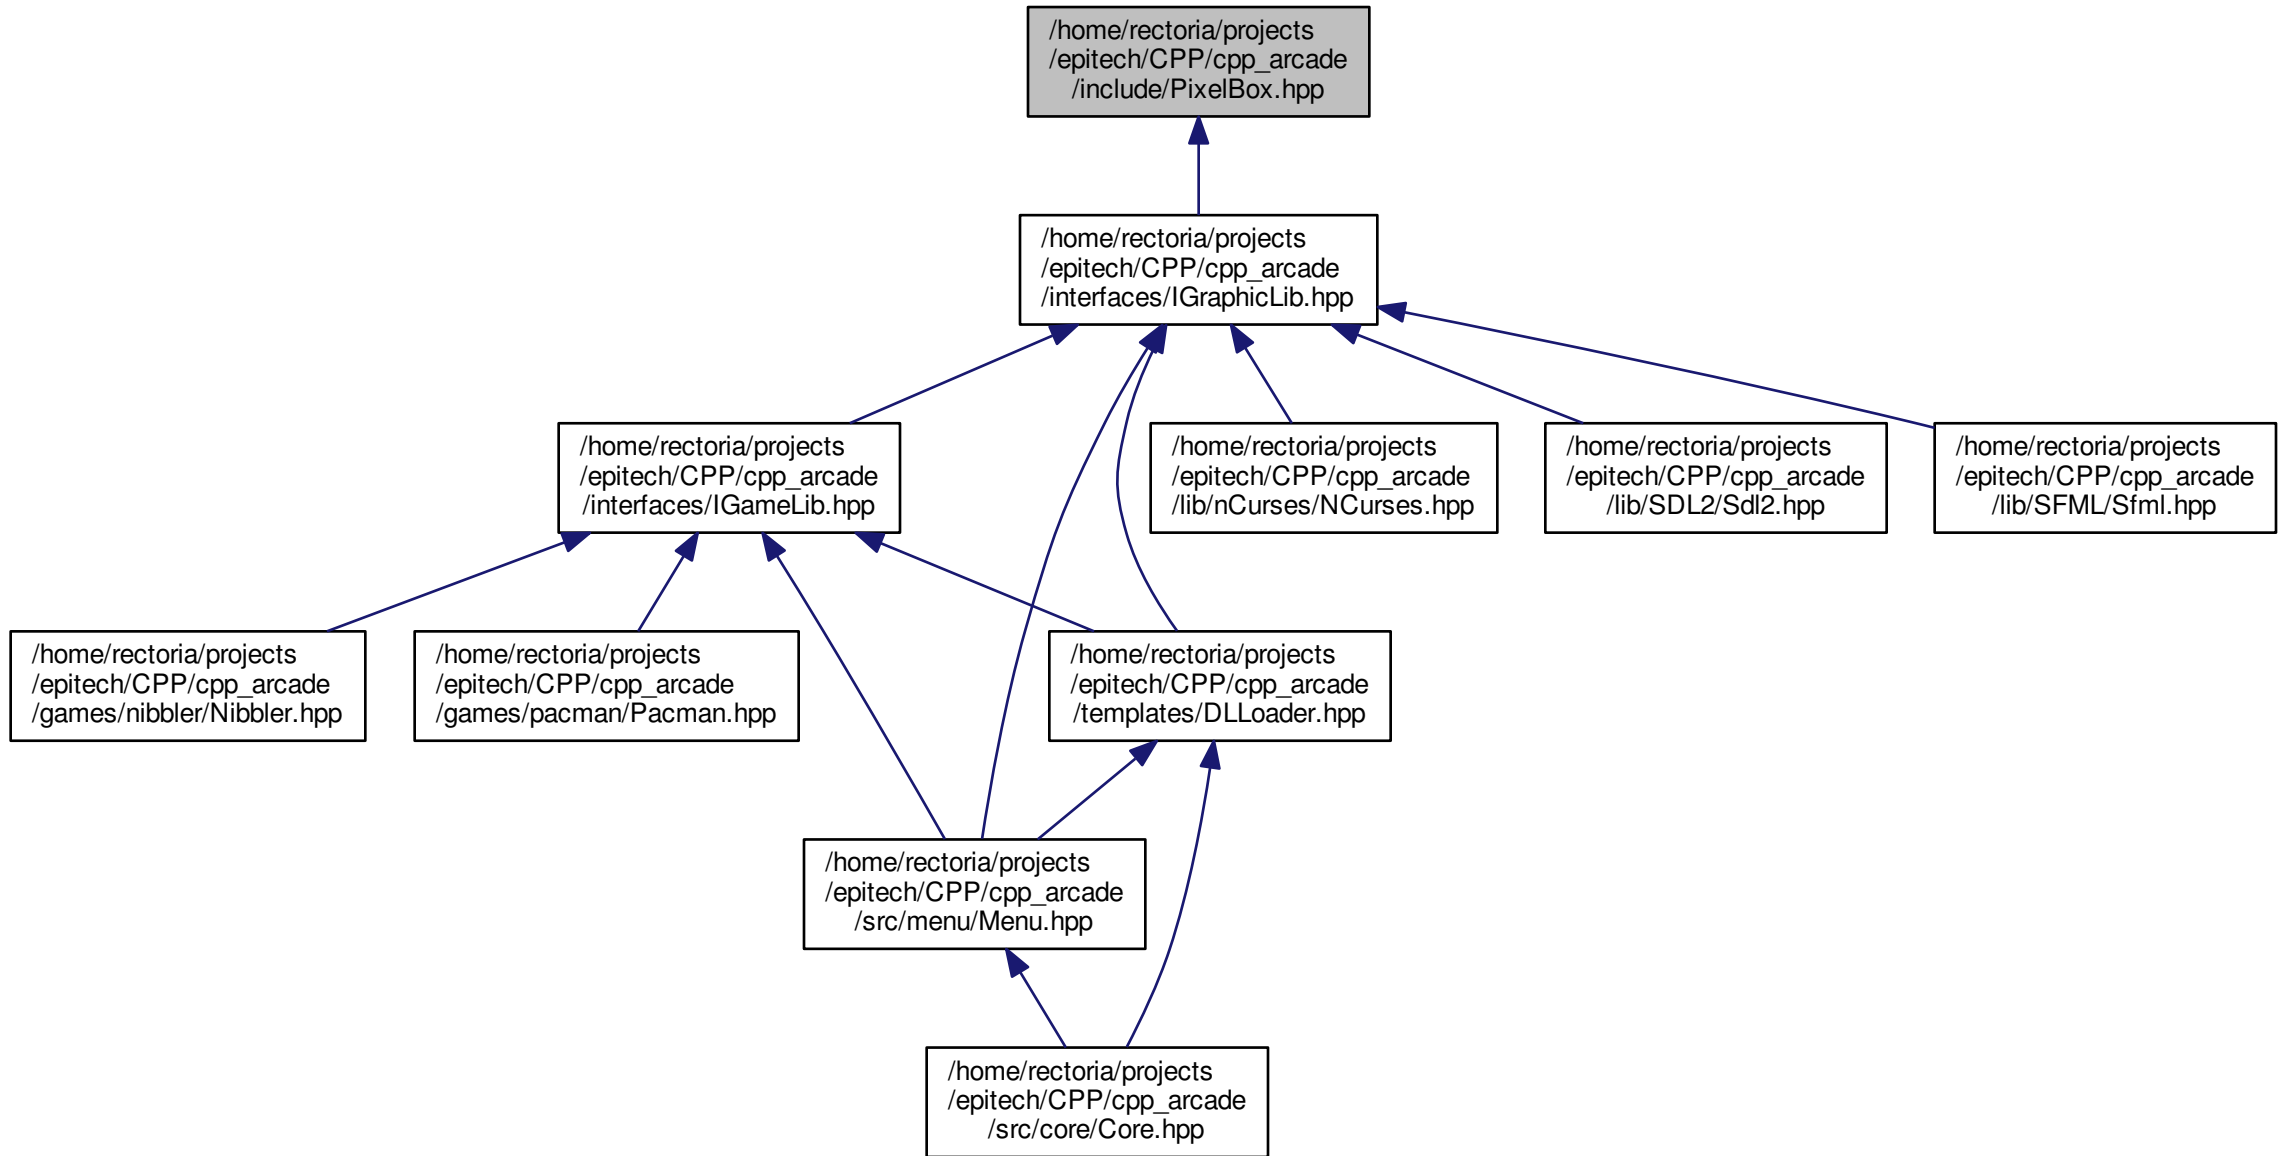 /home/rectoria/projects
/epitech/CPP/cpp_arcade
/include/PixelBox.hpp
/home/rectoria/projects
/epitech/CPP/cpp_arcade
/interfaces/IGraphicLib.hpp
/home/rectoria/projects
/epitech/CPP/cpp_arcade
/interfaces/IGameLib.hpp
/home/rectoria/projects
/epitech/CPP/cpp_arcade
/lib/nCurses/NCurses.hpp
/home/rectoria/projects
/epitech/CPP/cpp_arcade
/lib/SDL2/Sdl2.hpp
/home/rectoria/projects
/epitech/CPP/cpp_arcade
/lib/SFML/Sfml.hpp
/home/rectoria/projects
/epitech/CPP/cpp_arcade
/games/nibbler/Nibbler.hpp
/home/rectoria/projects
/epitech/CPP/cpp_arcade
/games/pacman/Pacman.hpp
/home/rectoria/projects
/epitech/CPP/cpp_arcade
/templates/DLLoader.hpp
/home/rectoria/projects
/epitech/CPP/cpp_arcade
/src/menu/Menu.hpp
/home/rectoria/projects
/epitech/CPP/cpp_arcade
/src/core/Core.hpp